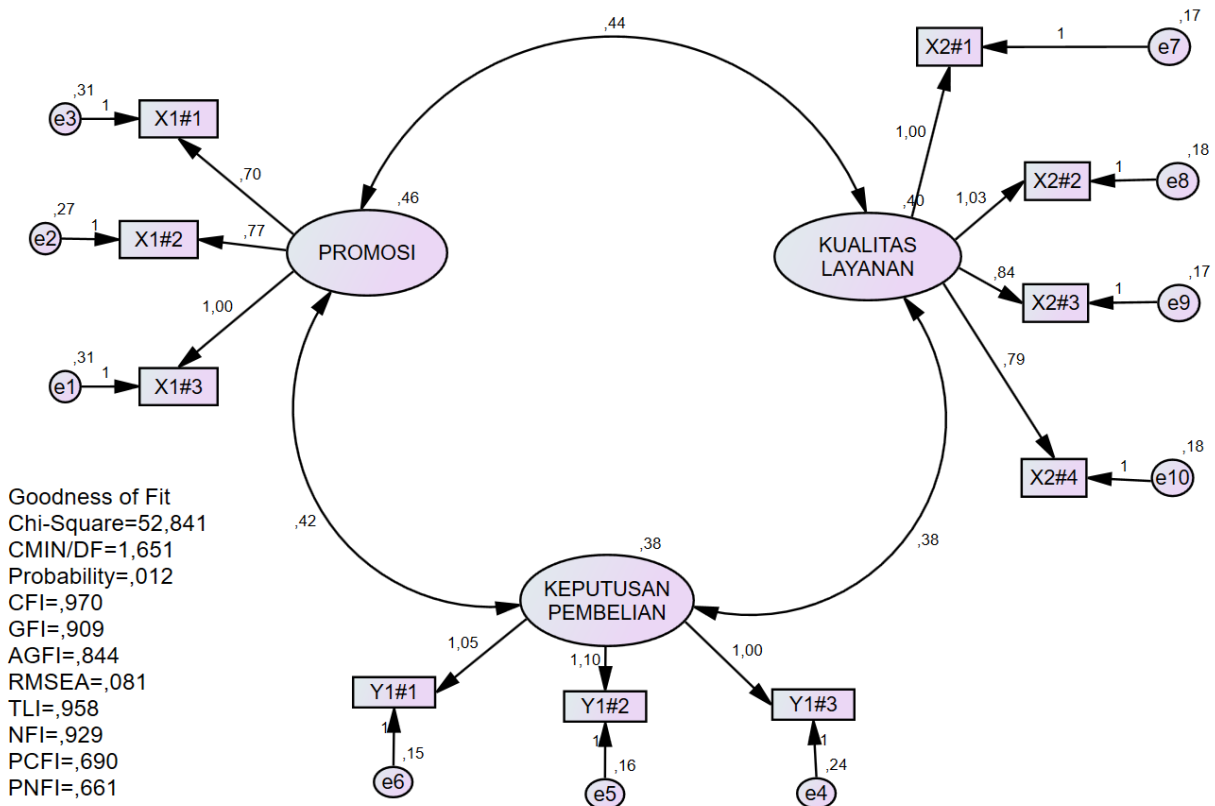 ,44
,17
X2#1
1
e7
,31
1
e3
X1#1
1,00
,70
,18
X2#2
1
e8
1,03
,46
,40
,27
1
e2
X1#2
,77
PROMOSI
KUALITAS
LAYANAN
,84
,17
X2#3
1
e9
1,00
,31
1
e1
X1#3
,79
,18
X2#4
1
e10
Goodness of Fit
Chi-Square=52,841
CMIN/DF=1,651
Probability=,012
CFI=,970
GFI=,909
AGFI=,844
RMSEA=,081
TLI=,958
NFI=,929
PCFI=,690
PNFI=,661
,42
,38
,38
KEPUTUSAN
PEMBELIAN
1,05
1,10
1,00
Y1#1
Y1#2
Y1#3
1
1
1
,15
,16
,24
e6
e5
e4